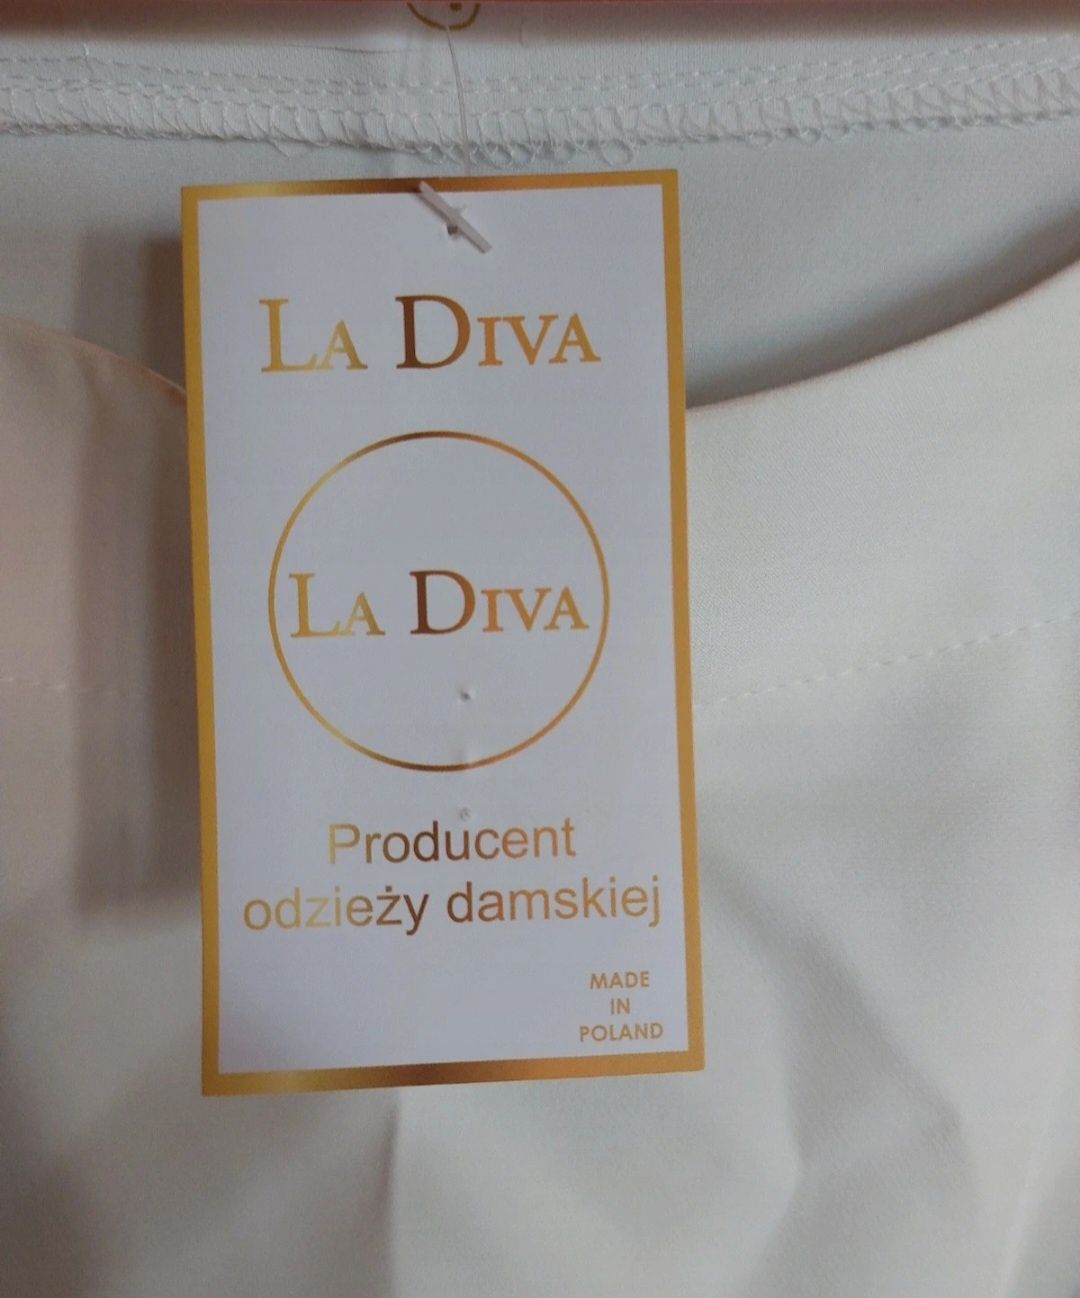 LA DIVA
LA DIVA
Producent
odzieży damskiej
MADE
IN
POLAND